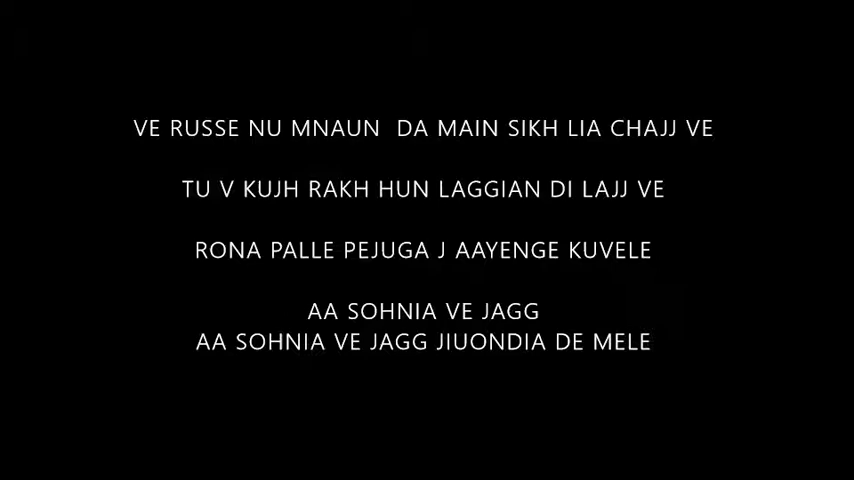 VE RUSSE NU MNAUN  DA MAIN SIKH LIA CHAJJ VE
TU V KUJH RAKH HUN LAGGIAN DI LAJJ VE
RONA PALLE PEJUGA J AAYENGE KUVELE
AA SOHNIA VE JAGG
AA SOHNIA VE JAGG JIUONDIA DE MELE